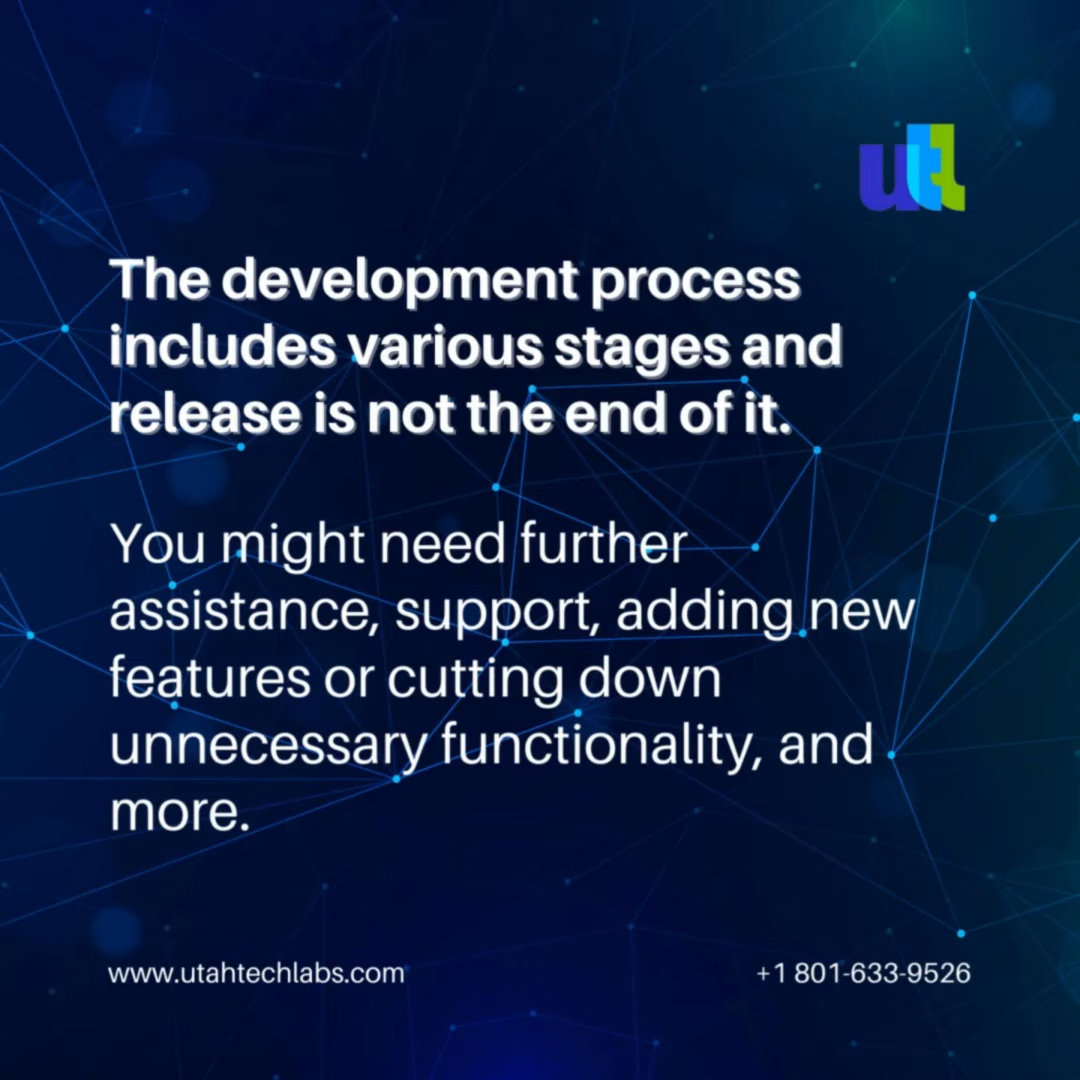 utl
The development process
includes various stages and
release is not the end of it.
You might need further
assistance, support, adding new
features or cutting down
unnecessary functionality, and
more.
www.utahtechlabs.com
+1 801-633-9526